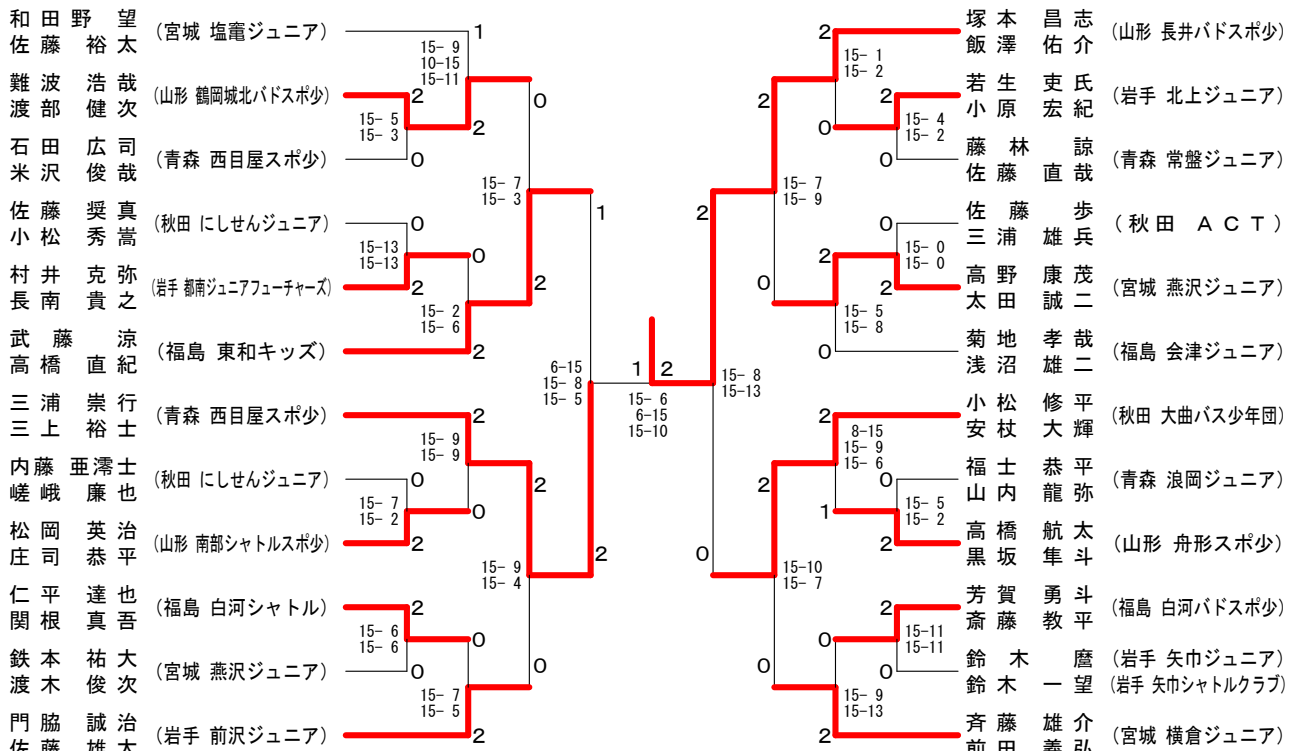 和田野 望
佐藤 裕太
(宮城 塩竈ジュニア)
1
15- 9
10-15
15-11
難波 浩哉
渡部 健次
(山形 鶴岡城北バドスポ少)
2
15- 5
15- 3
2
0
石田 広司
米沢 俊哉
(青森 西目屋スポ少)
0
15- 7
15- 3
1
佐藤 奨真
小松 秀嵩
(秋田 にしせんジュニア)
0
15-13
15-13
0
村井 克弥
長南 貴之
(岩手 都南ジュニアフューチャーズ)
2
15- 2
15- 6
2
武藤 涼
高橋 直紀
(福島 東和キッズ)
2
6-15
15- 8
15- 5
三浦 崇行
三上 裕士
(青森 西目屋スポ少)
2
15- 9
15- 9
2
内藤 亜澪士
嵯峨 廉也
(秋田 にしせんジュニア)
0
15- 7
15- 2
0
松岡 英治
庄司 恭平
(山形 南部シャトルスポ少)
2
15- 9
15- 4
2
仁平 達也
関根 真吾
(福島 白河シャトル)
2
15- 6
15- 6
0
鉄本 祐大
渡木 俊次
(宮城 燕沢ジュニア)
0
15- 7
15- 5
0
門脇 誠治
佐藤 雄大
(岩手 前沢ジュニア)
2
1 2
15- 6
6-15
15-10
塚本 昌志
飯澤 佑介
(山形 長井バドスポ少)
2
15- 1
15- 2
2
若生 吏氏
小原 宏紀
(岩手 北上ジュニア)
2
15- 4
15- 2
0
藤林 諒
佐藤 直哉
(青森 常盤ジュニア)
0
15- 7
15- 9
2
佐藤 歩
三浦 雄兵
(秋田 ACT)
0
15- 0
15- 0
2
高野 康茂
太田 誠二
(宮城 燕沢ジュニア)
2
15- 5
15- 8
0
菊地 孝哉
浅沼 雄二
(福島 会津ジュニア)
0
15- 8
15-13
小松 修平
安杖 大輝
(秋田 大曲バス少年団)
2
8-15
15- 9
15- 6
2
福士 恭平
山内 龍弥
(青森 浪岡ジュニア)
0
15- 5
15- 2
1
高橋 航太
黒坂 隼斗
(山形 舟形スポ少)
2
15-10
15- 7
0
芳賀 勇斗
斎藤 教平
(福島 白河バドスポ少)
2
15-11
15-11
0
鈴木 麿
鈴木 一望
(岩手 矢巾ジュニア)
(岩手 矢巾シャトルクラブ)
0
15- 9
15-13
0
斉藤 雄介
前田 義弘
(宮城 横倉ジュニア)
2